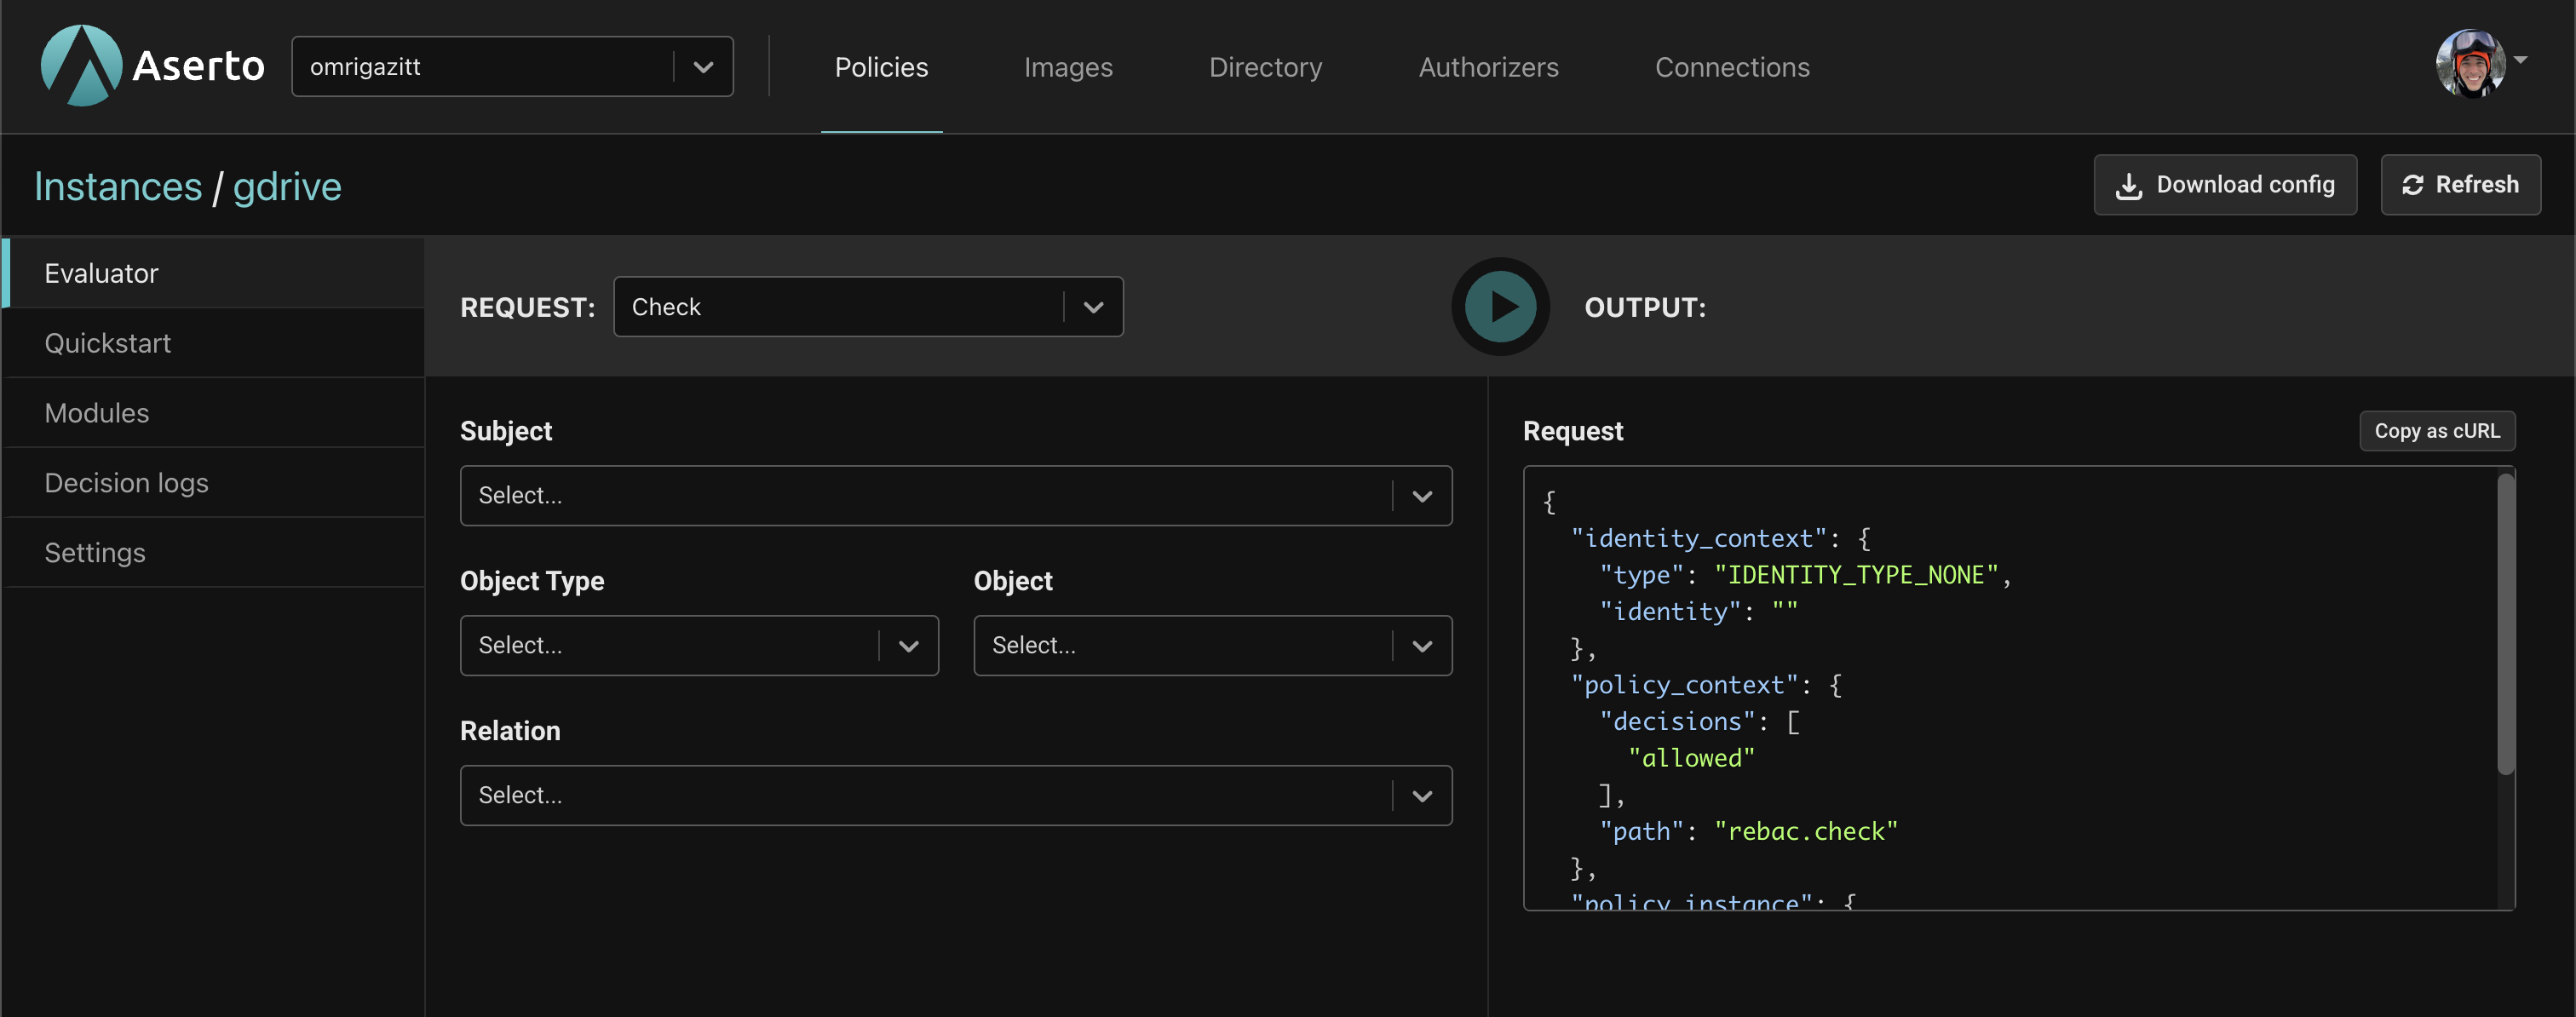 Aserto
omrigazitt
Policies
Images
Directory
Authorizers
Connections
Instances / gdrive
Download config
Refresh
Evaluator
Quickstart
Modules
Decision logs
Settings
REQUEST:
Check
OUTPUT:
Subject
Select...
Object Type
Object
Select...
Select...
Relation
Select...
Request
Copy as cURL
{
"identity_context": {
"type": "IDENTITY_TYPE_NONE",
"identity": ""
},
"policy_context": {
"decisions": [
"allowed"
],
"path": "rebac.check"
},
"policy_instance": {